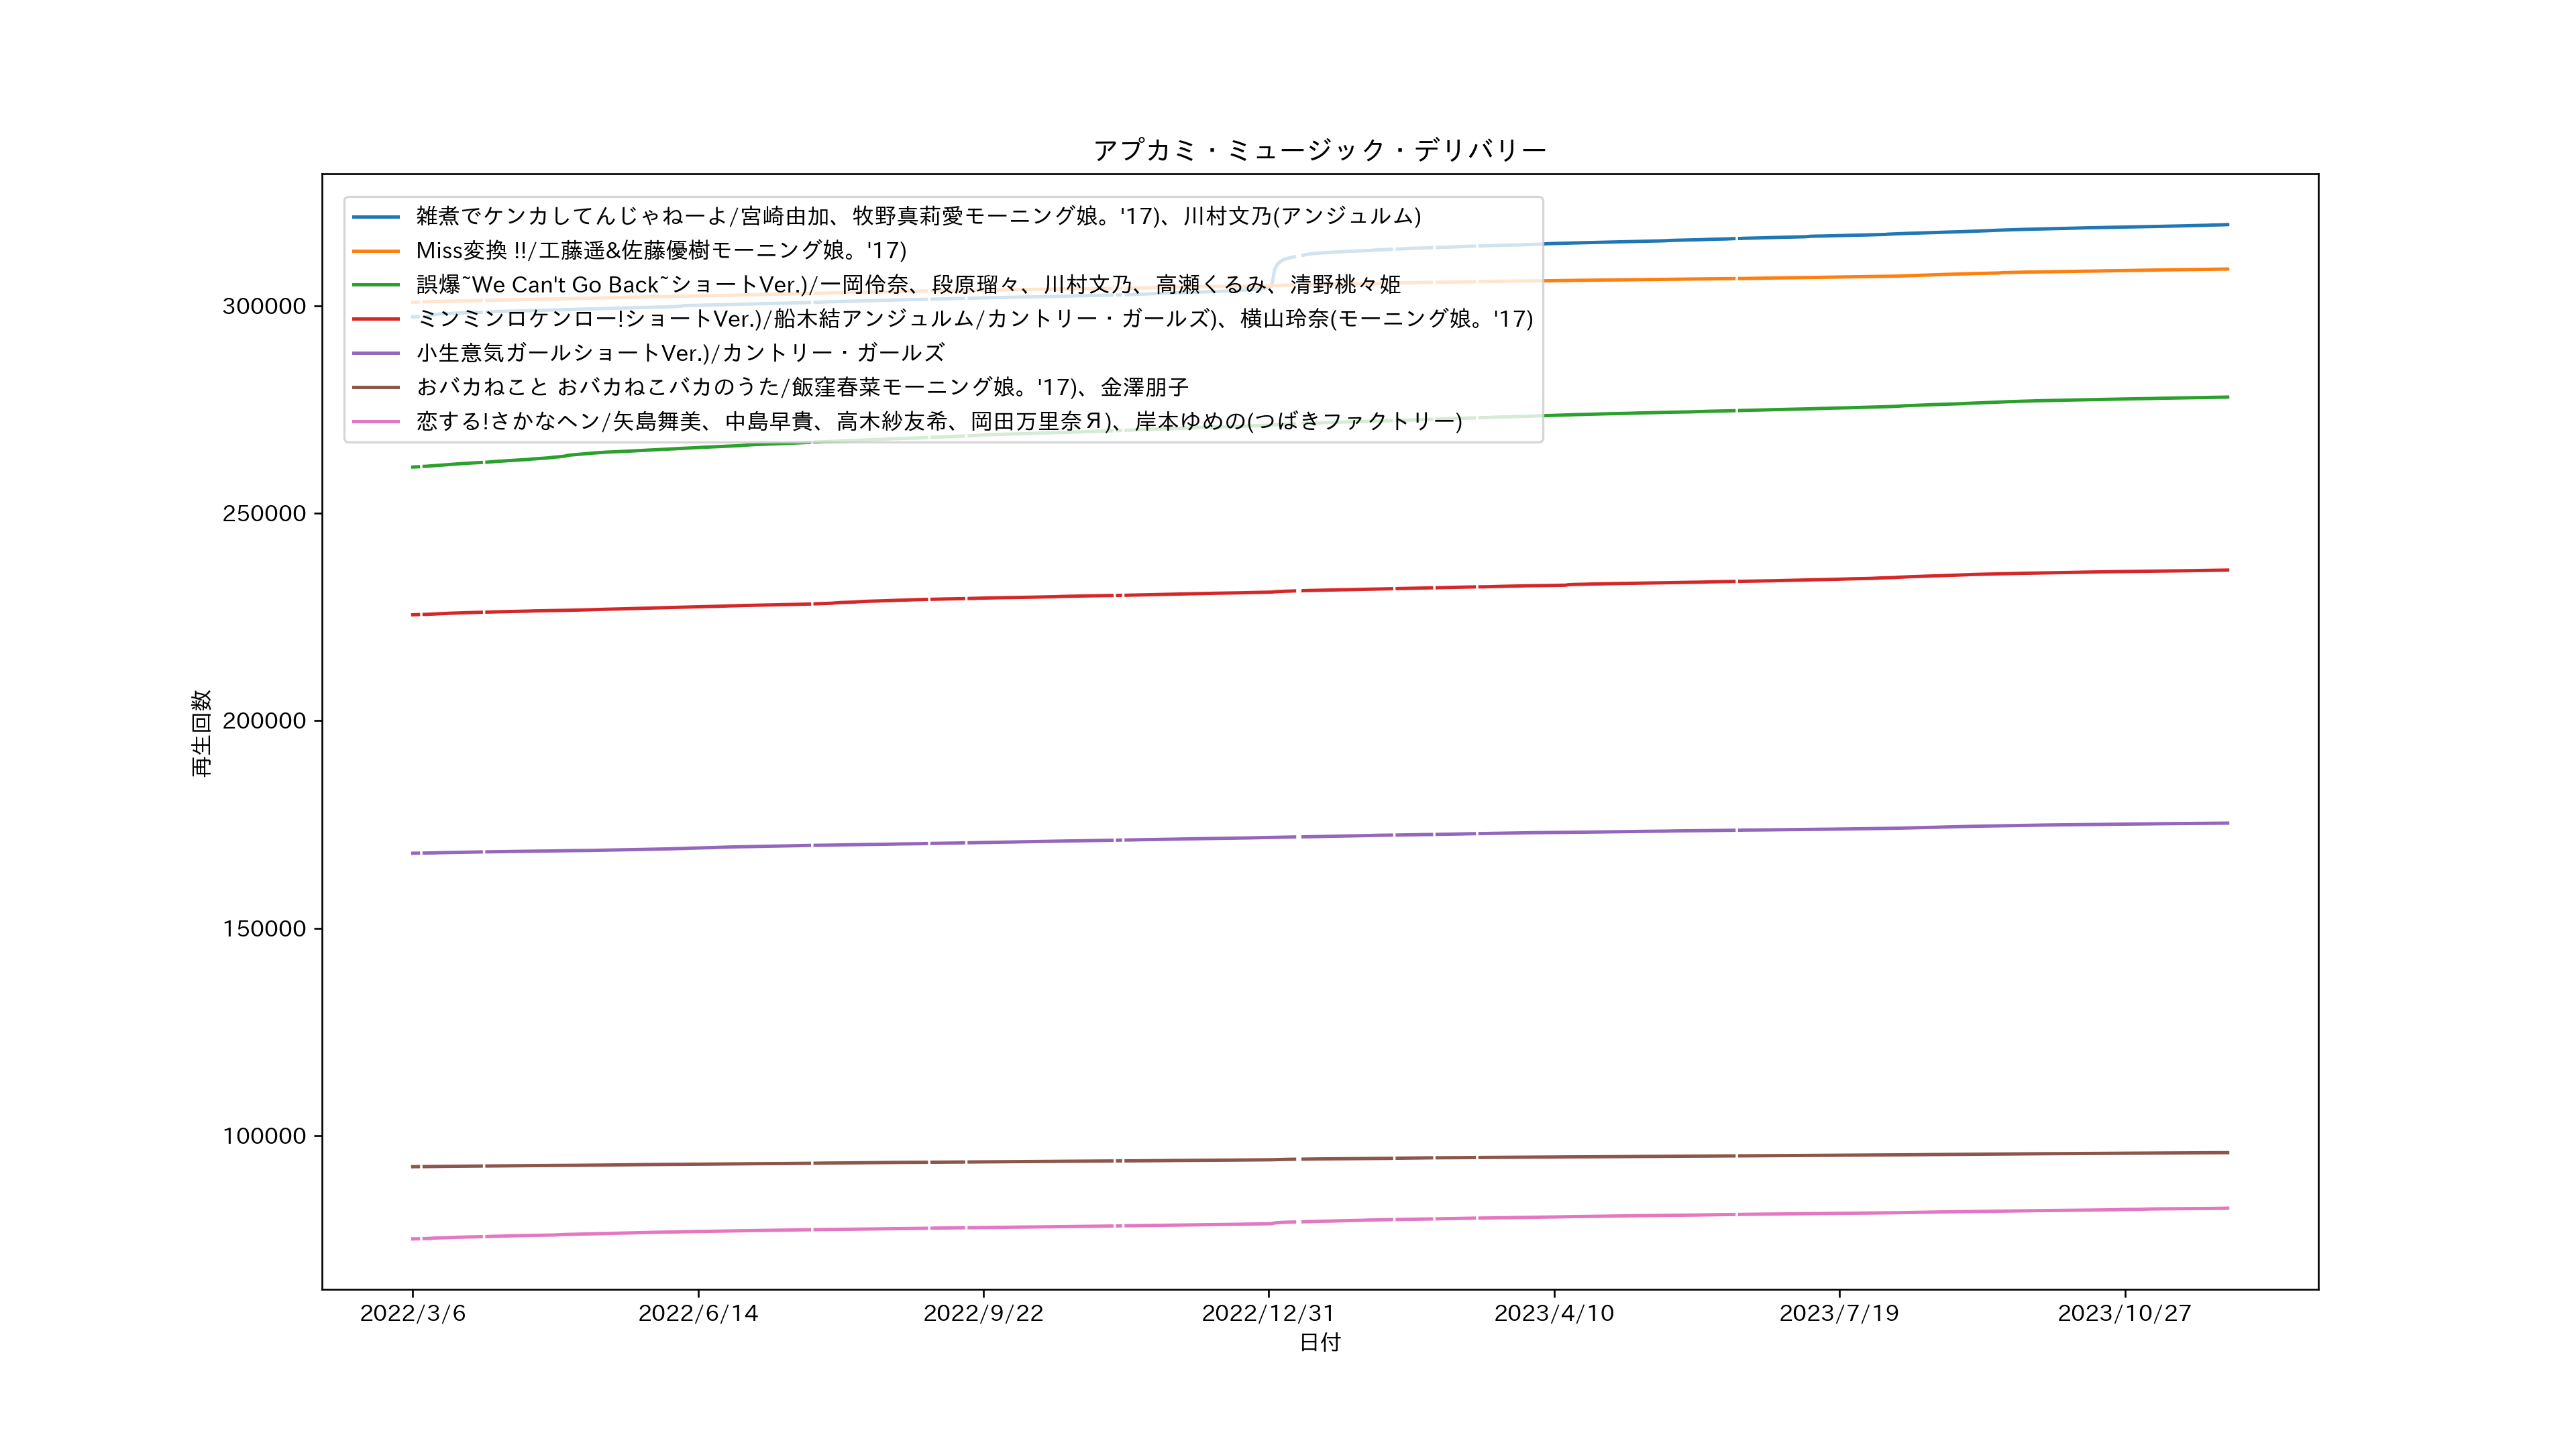 アプカミ・ミュージック・デリバリー
雑煮でケンカしてんじゃねーよ/宮崎由加、牧野真莉愛モーニング娘。'17)、川村文乃(アンジュルム)
Miss変換 !!/工藤遥&佐藤優樹モーニング娘。'17)
誤爆~We Can't Go Back~ショートVer.)/一岡伶奈、段原瑠々、川村文乃、高瀬くるみ、清野桃々姫
ミンミンロケンロー!ショートVer.)/船木結アンジュルム/カントリー・ガールズ)、横山玲奈(モーニング娘。'17)
小生意気ガールショートVer.)/カントリー・ガールズ
おバカねこと おバカねこバカのうた/飯窪春菜モーニング娘。'17)、金澤朋子
恋する!さかなヘン/矢島舞美、中島早貴、高木紗友希、岡田万里奈Я)、岸本ゆめの(つばきファクトリー)
300000
250000
200000
150000
100000
再生回数
2022/3/6 2022/6/14 2022/9/22 2022/12/31 2023/4/10 2023/7/19 2023/10/27
日付